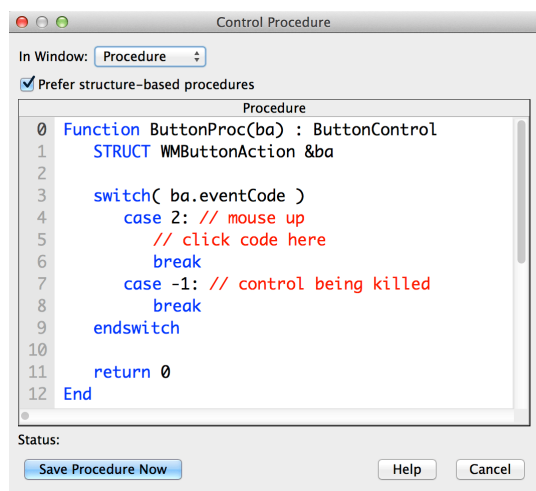 Control Procedure
In Window: Procedure
Prefer structure-based procedures
Procedure
0 Function ButtonProc(ba) : ButtonControl
1 STRUCT WMButtonAction &ba
2
3 switch( ba.eventCode )
4 case 2: // mouse up
5 // click code here
6 break
7 case -1: // control being killed
8 break
9 endswitch
10
11 return 0
12 End
Status:
Save Procedure Now Help Cancel